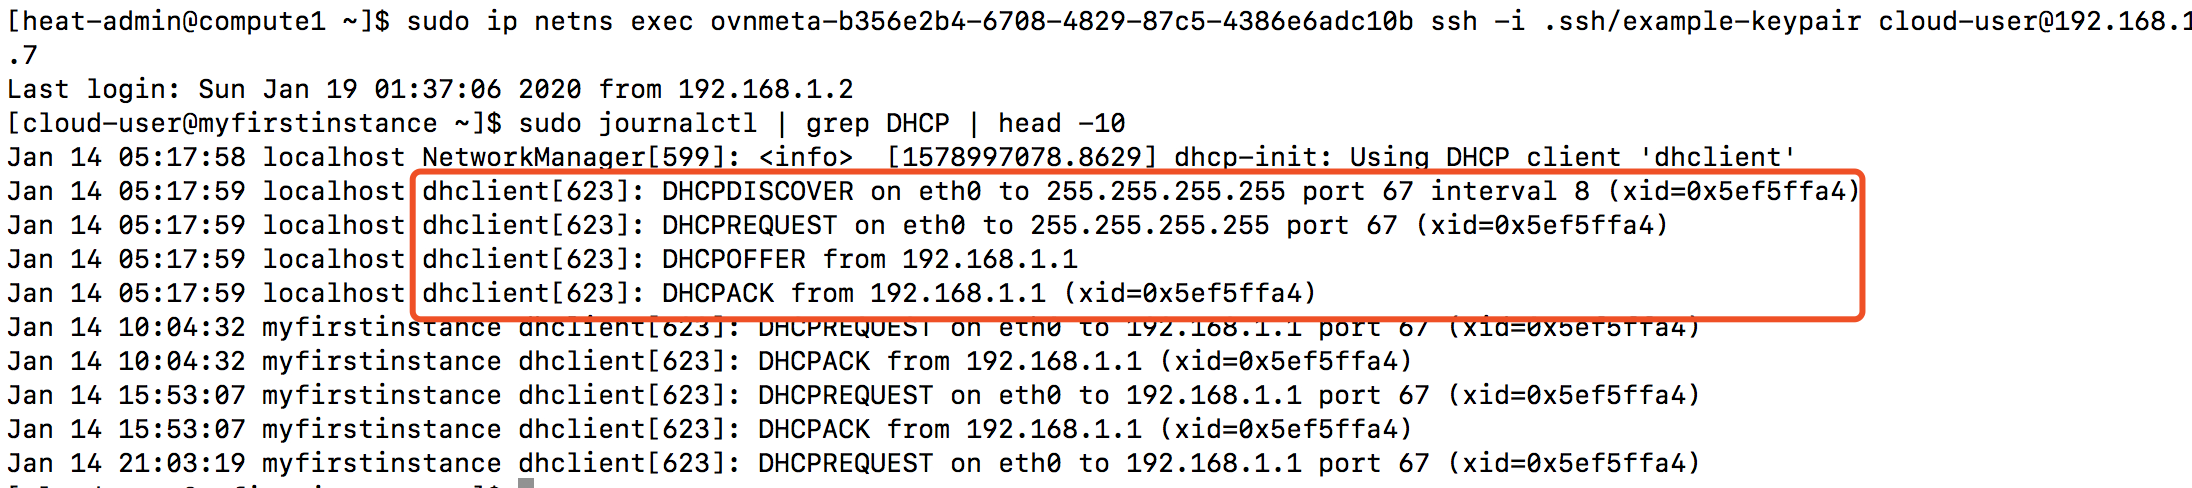 [heat-admin@compute1 ~]$ sudo ip netns exec ovnmeta-b356e2b4-6708-4829-87c5-4386e6adc10b ssh -i .ssh/example-keypair cloud-user@192.168.1
.7
Last login: Sun Jan 19 01:37:06 2020 from 192.168.1.2
[cloud-user@myfirstinstance ~]$ sudo journalctl | grep DHCP | head -10
Jan 14 05:17:58 localhost NetworkManager[599]: <info>  [1578997078.8629] dhcp-init: Using DHCP client 'dhclient'
Jan 14 05:17:59 localhost dhclient[623]: DHCPDISCOVER on eth0 to 255.255.255.255 port 67 interval 8 (xid=0x5ef5ffa4)
Jan 14 05:17:59 localhost dhclient[623]: DHCPREQUEST on eth0 to 255.255.255.255 port 67 (xid=0x5ef5ffa4)
Jan 14 05:17:59 localhost dhclient[623]: DHCPOFFER from 192.168.1.1
Jan 14 05:17:59 localhost dhclient[623]: DHCPACK from 192.168.1.1 (xid=0x5ef5ffa4)
Jan 14 10:04:32 myfirstinstance dhclient[623]: DHCPREQUEST on eth0 to 192.168.1.1 port 67 (xid=0x5ef5ffa4)
Jan 14 10:04:32 myfirstinstance dhclient[623]: DHCPACK from 192.168.1.1 (xid=0x5ef5ffa4)
Jan 14 15:53:07 myfirstinstance dhclient[623]: DHCPREQUEST on eth0 to 192.168.1.1 port 67 (xid=0x5ef5ffa4)
Jan 14 15:53:07 myfirstinstance dhclient[623]: DHCPACK from 192.168.1.1 (xid=0x5ef5ffa4)
Jan 14 21:03:19 myfirstinstance dhclient[623]: DHCPREQUEST on eth0 to 192.168.1.1 port 67 (xid=0x5ef5ffa4)